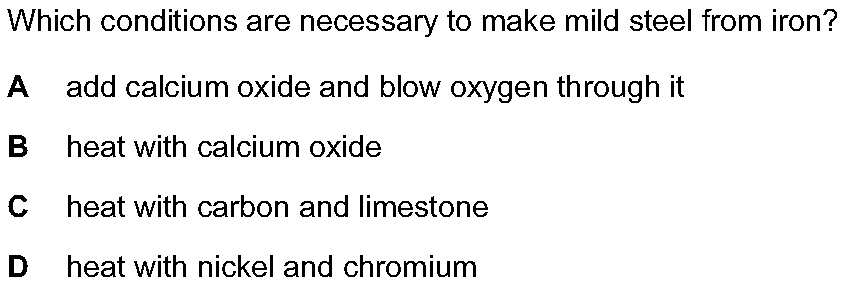 Which conditions are necessary to make mild steel from iron?
A add calcium oxide and blow oxygen through it
B heat with calcium oxide
C heat with carbon and limestone
D heat with nickel and chromium